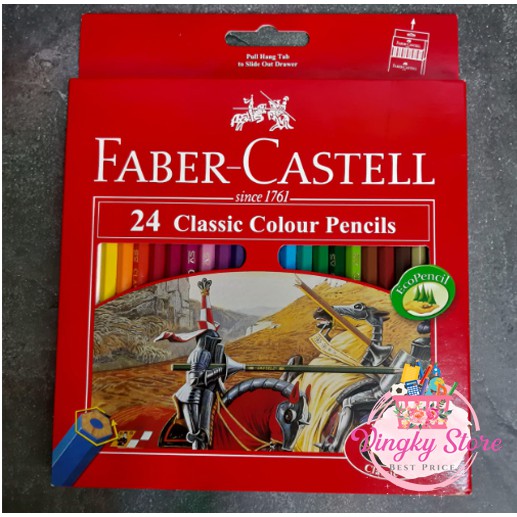 Pull Hang Tab
to Slide Out Drawer
FABER-CASTELL
since 1761
24 Classic Colour Pencils
EcoPencil
Vingky Store
BEST PRICE